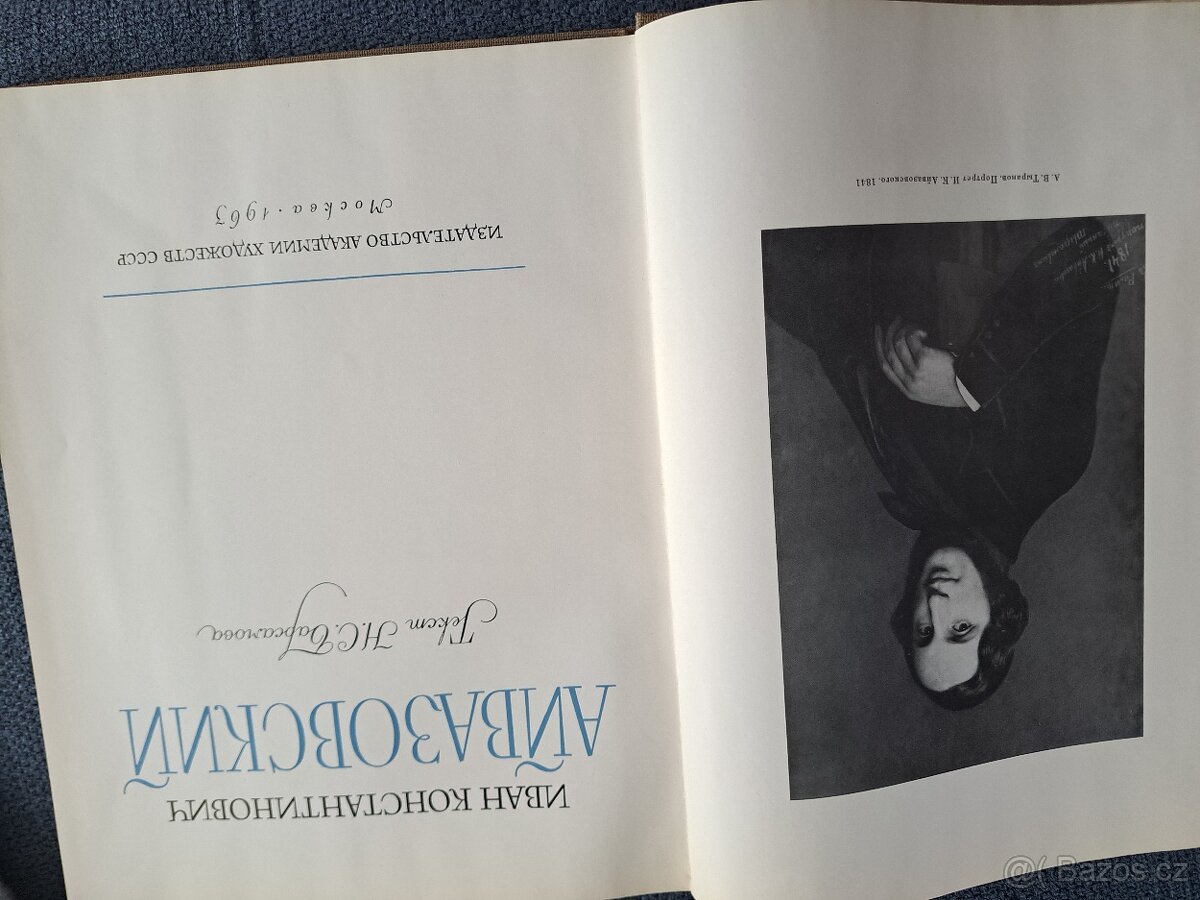 А. В. Тыранов. Портрет И. К. Айвазовского. 1841
1841.
ИВАН КОНСТАНТИНОВИЧ
АЙВАЗОВСКИЙ
Текст Н.С. Барсамова
ИЗДАТЕЛЬСТВО АКАДЕМИИ ХУДОЖЕСТВ СССР
Москва · 1963
@( Bazos.cz